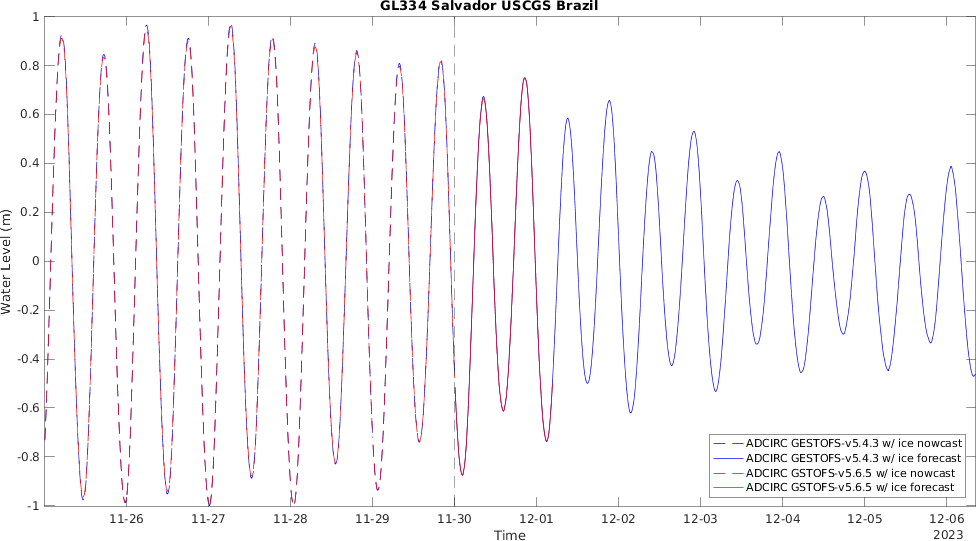 GL334 Salvador USCGS Brazil
Water Level (m)
1
0.8
0.6
0.4
0.2
0
-0.2
-0.4
-0.6
-0.8
-1
ADCIRC GESTOFS-v5.4.3 w/ ice nowcast
ADCIRC GESTOFS-v5.4.3 w/ ice forecast
ADCIRC GSTOFS-v5.6.5 w/ ice nowcast
ADCIRC GSTOFS-v5.6.5 w/ ice forecast
11-26 11-27 11-28 11-29 11-30 12-01 12-02 12-03 12-04 12-05 12-06
2023
Time